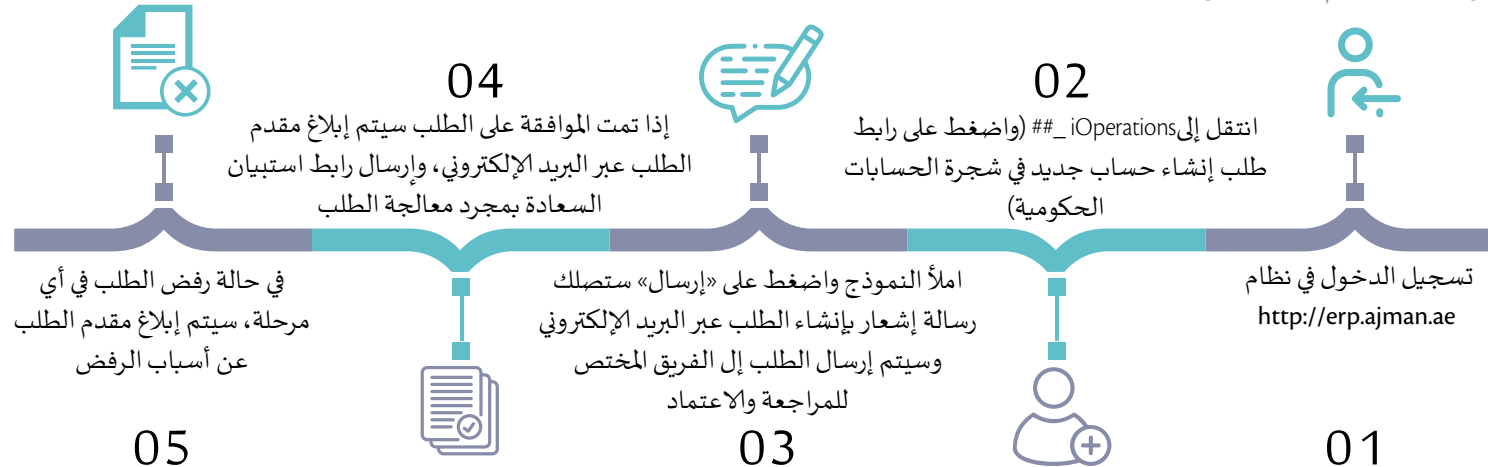 01
تسجيل الدخول في نظام
http://erp.ajman.ae
02
انتقل إلىiOperations _## (واضغط على رابط
طلب إنشاء حساب جديد في شجرة الحسابات
الحكومية)
املأ النموذج واضغط على «إرسال» ستصلك
رسالة إشعار بإنشاء الطلب عبر البريد الإلكتروني
وسيتم إرسال الطلب إل الفريق المختص
للمراجعة والاعتماد
03
04
إذا تمت الموافقة على الطلب سيتم إبلاغ مقدم
الطلب عبر البريد الإلكتروني، وإرسال رابط استبيان
السعادة بمجرد معالجة الطلب
في حالة رفض الطلب في أي
مرحلة، سيتم إبلاغ مقدم الطلب
عن أسباب الرفض
05